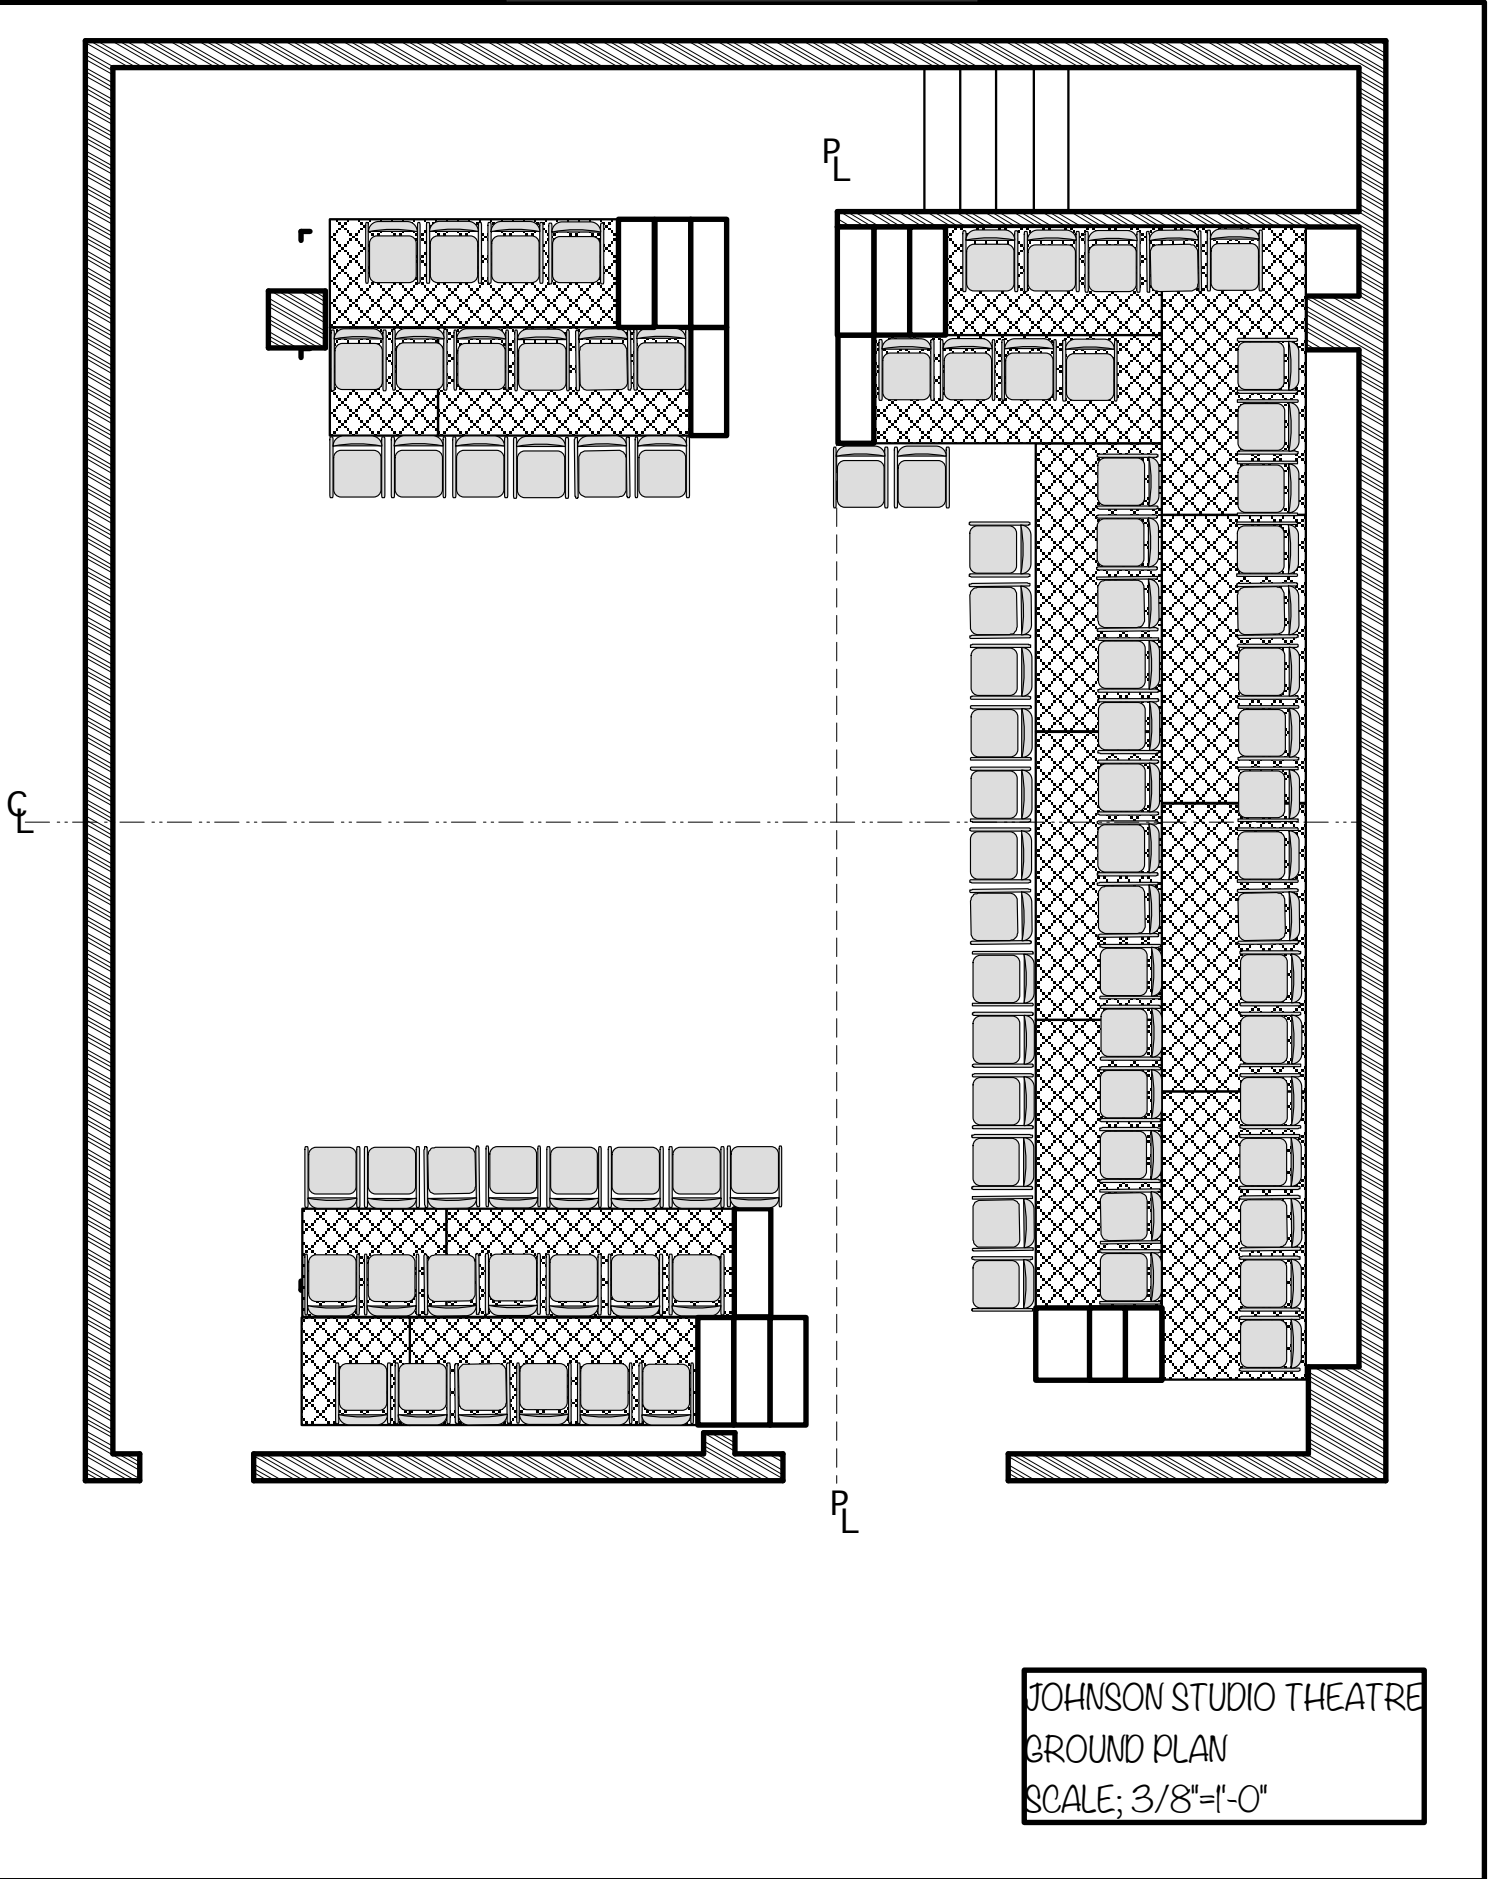 PL
CL
PL
JOHNSON STUDIO THEATRE
GROUND PLAN
SCALE; 3/8"=1'-0"